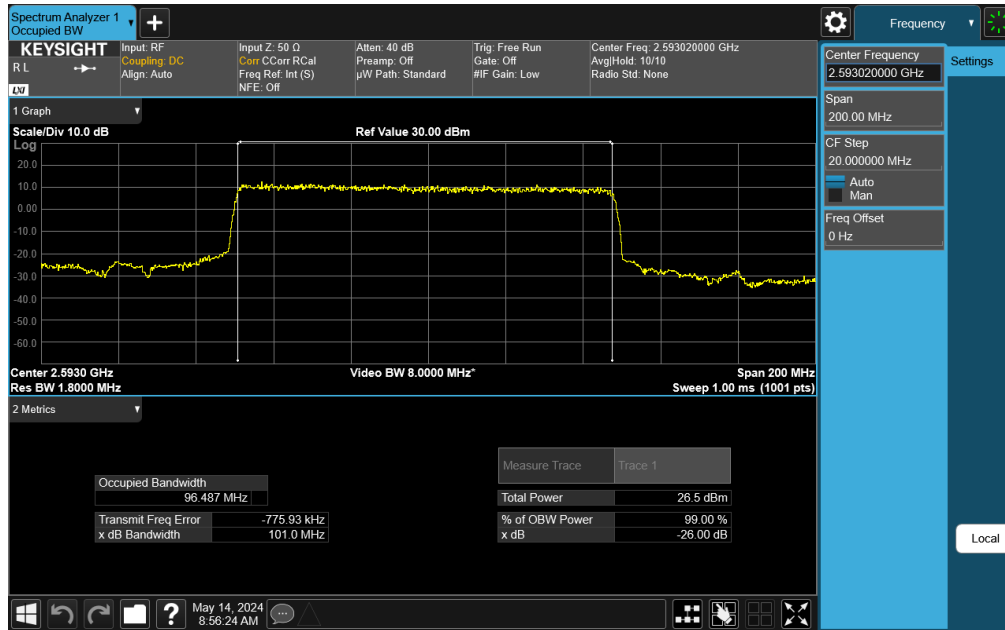 Spectrum Analyzer 1
Occupied BW
+
Frequency
KEYSIGHT
R L
LXI
Input: RF
Coupling: DC
Align: Auto
Input Z: 50 Ω
Corr CCorr RCal
Freq Ref: Int (S)
NFE: Off
Atten: 40 dB
Preamp: Off
µW Path: Standard
Trig: Free Run
Gate: Off
#IF Gain: Low
Center Freq: 2.593020000 GHz
Avg|Hold: 10/10
Radio Std: None
Center Frequency
2.593020000 GHz
Settings
Span
200.00 MHz
CF Step
20.000000 MHz
Auto
Man
Freq Offset
0 Hz
Local
1 Graph
Scale/Div 10.0 dB
Ref Value 30.00 dBm
Log
20.0
10.0
0.00
-10.0
-20.0
-30.0
-40.0
-50.0
-60.0
Center 2.5930 GHz
Video BW 8.0000 MHz*
Span 200 MHz
Res BW 1.8000 MHz
Sweep 1.00 ms (1001 pts)
2 Metrics
Measure Trace
Trace 1
Occupied Bandwidth
96.487 MHz
Total Power
26.5 dBm
Transmit Freq Error
-775.93 kHz
% of OBW Power
99.00 %
x dB Bandwidth
101.0 MHz
x dB
-26.00 dB
?
May 14, 2024
8:56:24 AM